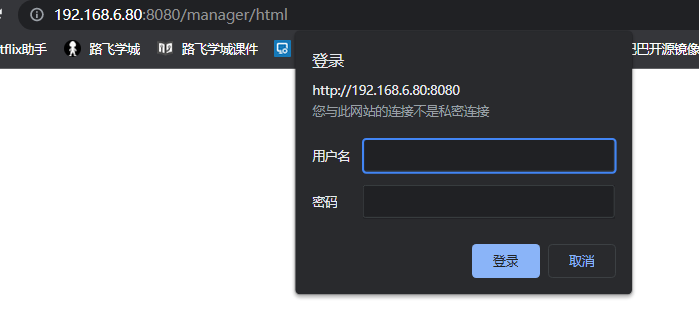 192.168.6.80:8080/manager/html
tflix助手 路飞学城 路飞学城课件 巴开源镜像
登录
http://192.168.6.80:8080
您与此网站的连接不是私密连接
用户名
密码
登录 取消